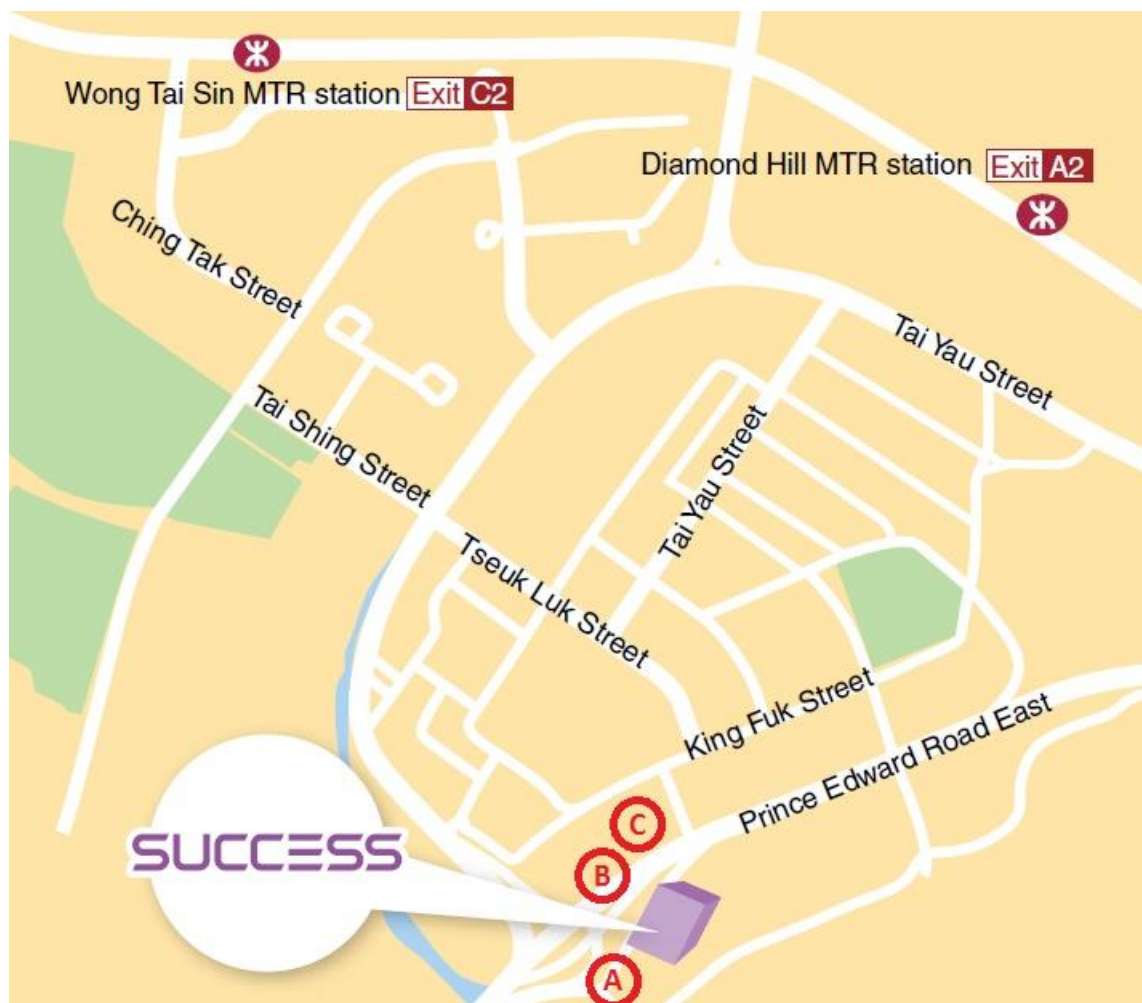 Wong Tai Sin MTR station Exit C2
Diamond Hill MTR station Exit A2
Ching Tak Street
Tai Yau Street
Tai Shing Street
Tai Yau Street
Tseuk Luk Street
King Fuk Street
Prince Edward Road East
C
SUCCESS
B
A